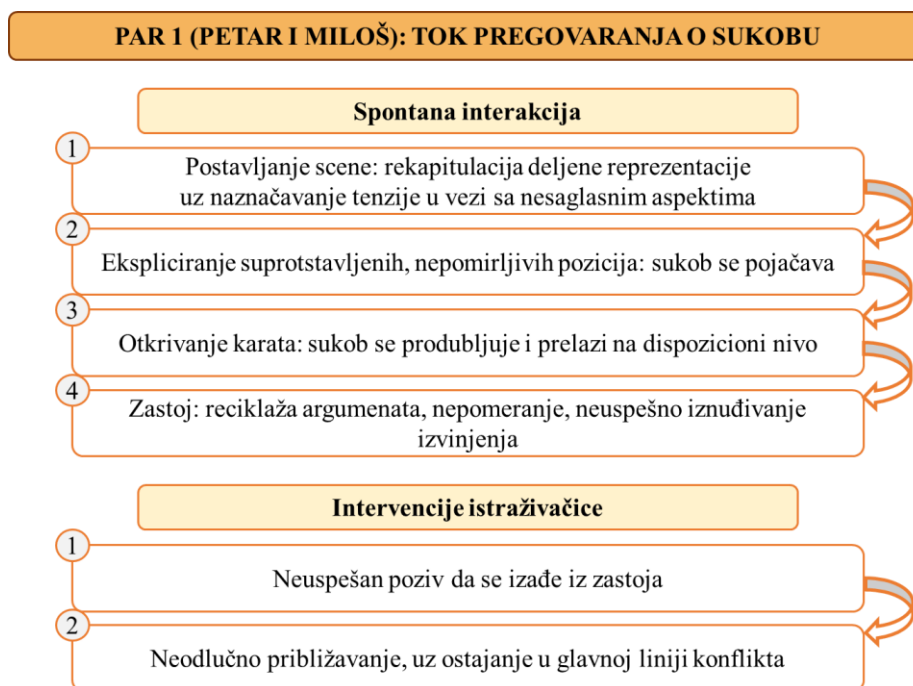 PAR 1 (PETAR I MILOŠ): TOK PREGOVARANJA O SUKOBU
Spontana interakcija
1
Postavljanje scene: rekapitulacija deljene reprezentacije
uz naznačavanje tenzije u vezi sa nesaglasnim aspektima
2
Ekspliciranje suprotstavljenih, nepomirljivih pozicija: sukob se pojačava
3
Otkrivanje karata: sukob se produbljuje i prelazi na dispozicioni nivo
4
Zastoj: reciklaža argumenata, nepomeranje, neuspešno iznuđivanje
izvinjenja
Intervencije istraživačice
1
Neuspešan poziv da se izađe iz zastoja
2
Neodlučno približavanje, uz ostajanje u glavnoj liniji konflikta